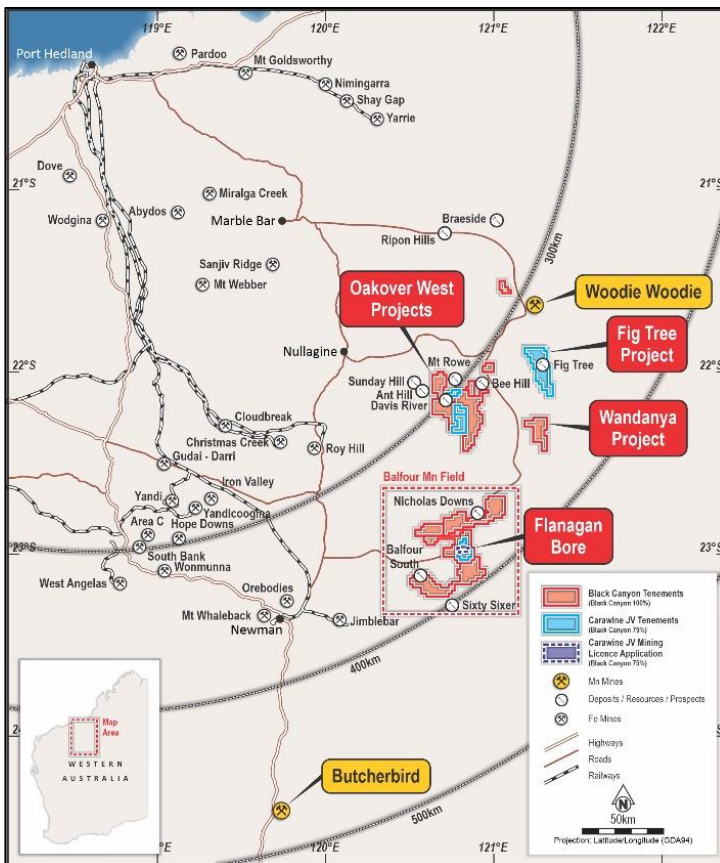 119°E
120°E
121°E
122°E
Port Hedland
Pardoo
Mt Goldsworthy
Nimingarra
Shay Gap
Yarrie
Dove
21°S
21°S
Miralga Creek
Abydos
Wodgina
Marble Bar
Braeside
Ripon Hills
300km
Sanjiv Ridge
Mt Webber
Oakover West
Projects
Woodie Woodie
Fig Tree
Project
Nullagine
22°S
22°S
Mt Rowe
Fig Tree
Sunday Hill
Bee Hill
Ant Hill
Davis River
Wandanya
Project
Cloudbreak
Christmas Creek
Roy Hill
Gudai - Darri
Balfour Mn Field
Iron Valley
Yandi
Yandicoogina
Nicholas Downs
Area C
Hope Downs
Flanagan
Bore
23°S
23°S
South Bank
Balfour
South
West Angelas
Wonmunna
Orebodies
Sixty Sixer
Mt Whaleback
Jimblebar
Newman
400km
Black Canyon Tenements
(Black Canyon 100%)
Carawine JV Tenements
(Black Canyon 75%)
Carawine JV Mining
Licence Application
(Black Canyon 75%)
Mn Mines
Deposits / Resources / Prospects
Fe Mines
Highways
Roads
Railways
N
50km
Projection: Latitude/Longitude (GDA94)
Map
Area
WESTERN
AUSTRALIA
24°S
Butcherbird
500km
119°E
120°E
121°E